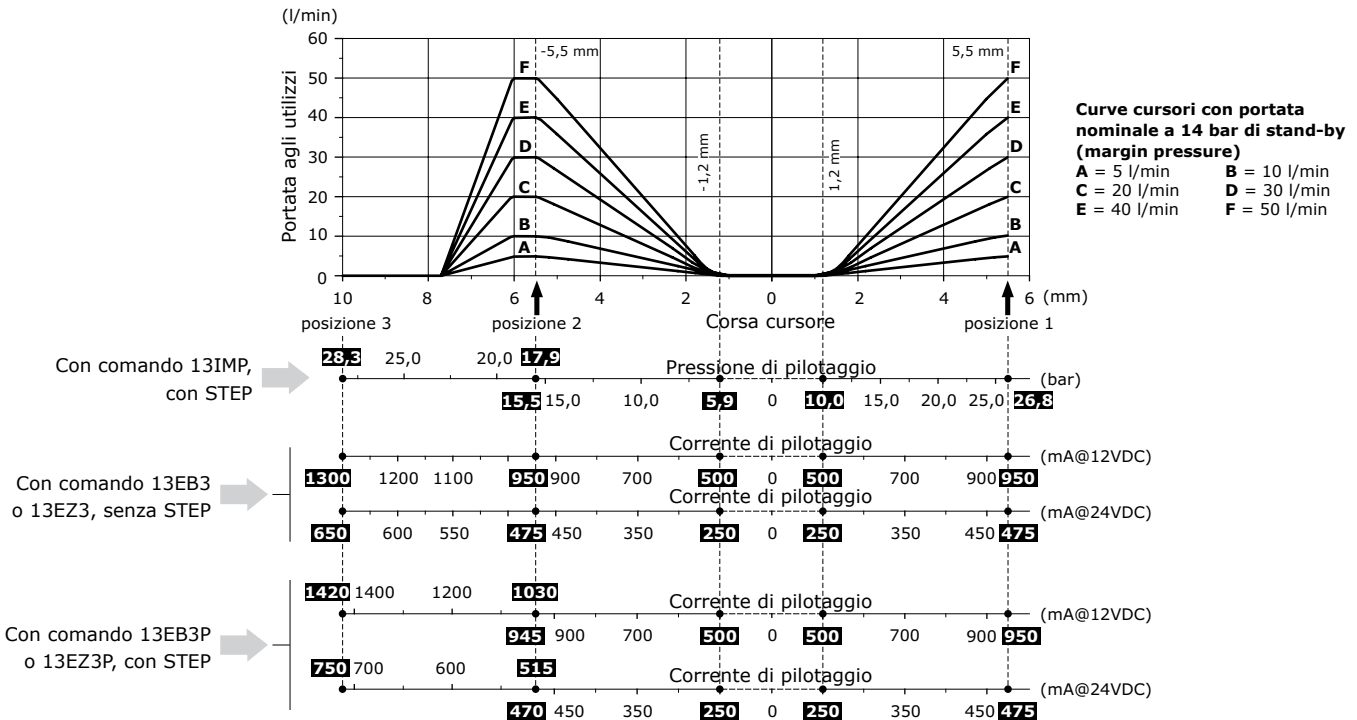 (l/min)
60
50
40
30
20
10
0
Portata agli utilizzi
-5,5 mm
5,5 mm
-1,2 mm
1,2 mm
F
E
D
C
B
A
F
E
D
C
B
A
10 8 6 4 2 0 2 4 6 (mm)
posizione 3 posizione 2 Corsa cursore posizione 1
Curve cursori con portata
nominale a 14 bar di stand-by
(margin pressure)
A = 5 l/min B = 10 l/min
C = 20 l/min D = 30 l/min
E = 40 l/min F = 50 l/min
Con comando 13IMP,
con STEP
28,3 25,0 20,0 17,9
Pressione di pilotaggio
(bar)
15,5 15,0 10,0 5,9 0 10,0 15,0 20,0 25,0 26,8
Con comando 13EB3
o 13EZ3, senza STEP
Corrente di pilotaggio
(mA@12VDC)
1300 1200 1100 950 900 700 500 0 500 700 900 950
Corrente di pilotaggio
(mA@24VDC)
650 600 550 475 450 350 250 0 250 350 450 475
Con comando 13EB3P
o 13EZ3P, con STEP
1420 1400 1200 1030
Corrente di pilotaggio
(mA@12VDC)
945 900 700 500 0 500 700 900 950
750 700 600 515
Corrente di pilotaggio
(mA@24VDC)
470 450 350 250 0 250 350 450 475